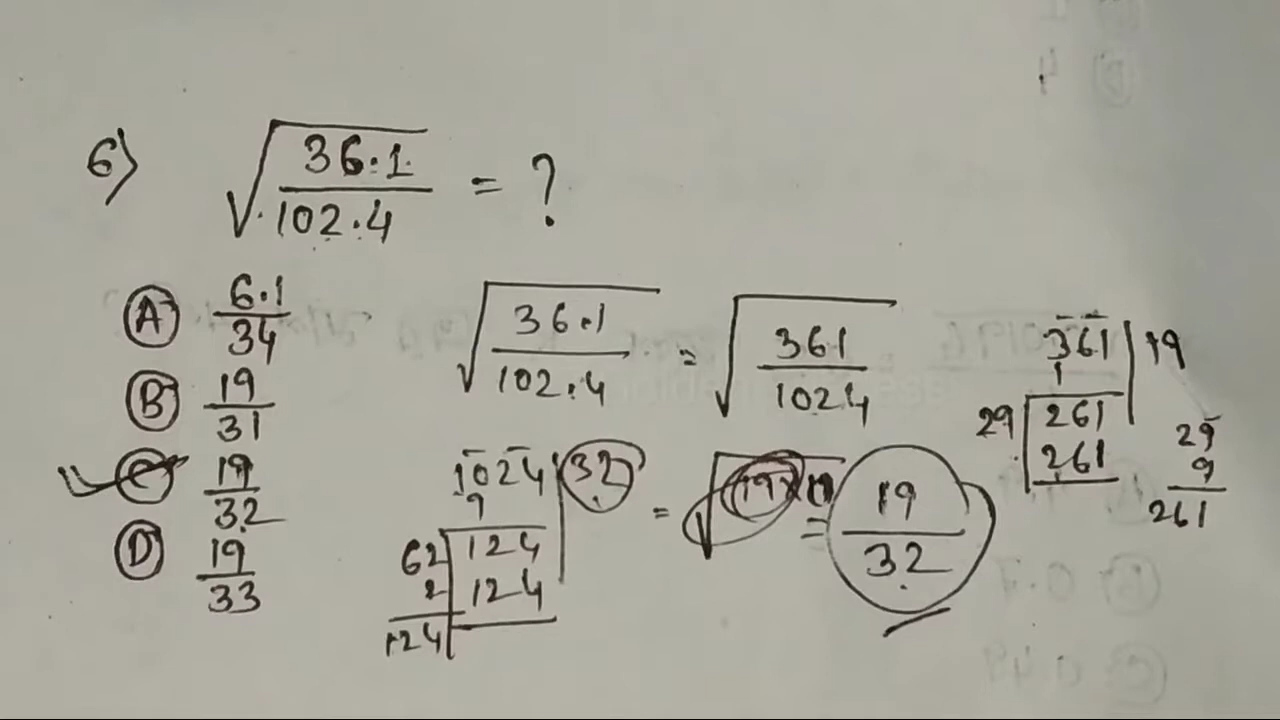 6) √36.1/102.4 = ?
A 6.1/34
B 19/31
C 19/32
D 19/33
√36.1/102.4 = √361/1024
= √19×19 = 19/32
1024 | 32
9
62 | 124
2 | 124
124
361 | 19
1
29 | 261
261
29
9
261